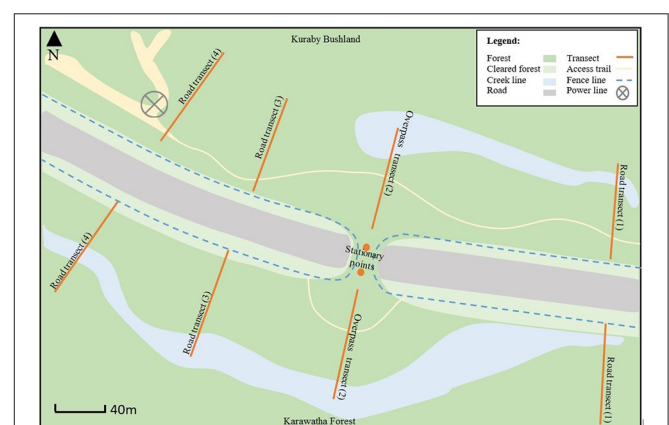 Kuraby Bushland
N
Legend:
Forest
Transect
Cleared forest
Access trail
Creek line
Fence line
Road
Power line
Road transect (4)
Road transect (3)
Overpass transect (2)
Road transect (1)
Stationary
points
Road transect (4)
Road transect (3)
Overpass transect (2)
Road transect (1)
40m
Karawatha Forest